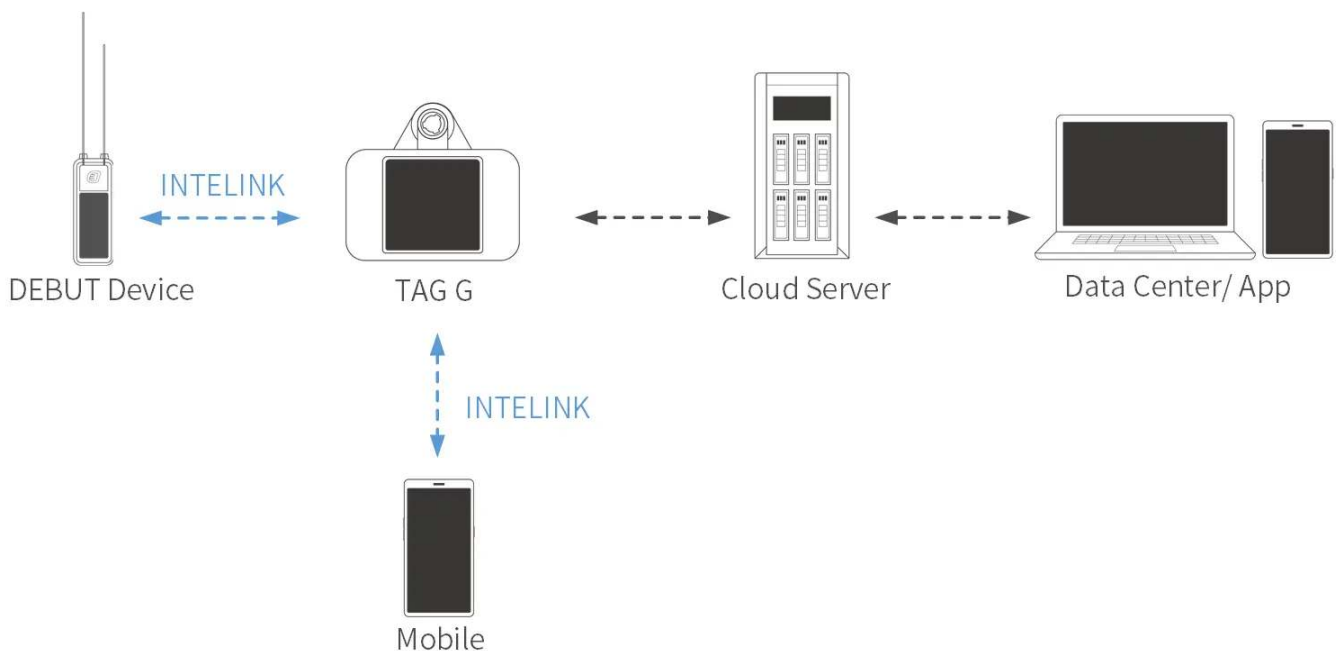 INTELINK
DEBUT Device
TAG G
Cloud Server
Data Center/ App
INTELINK
Mobile